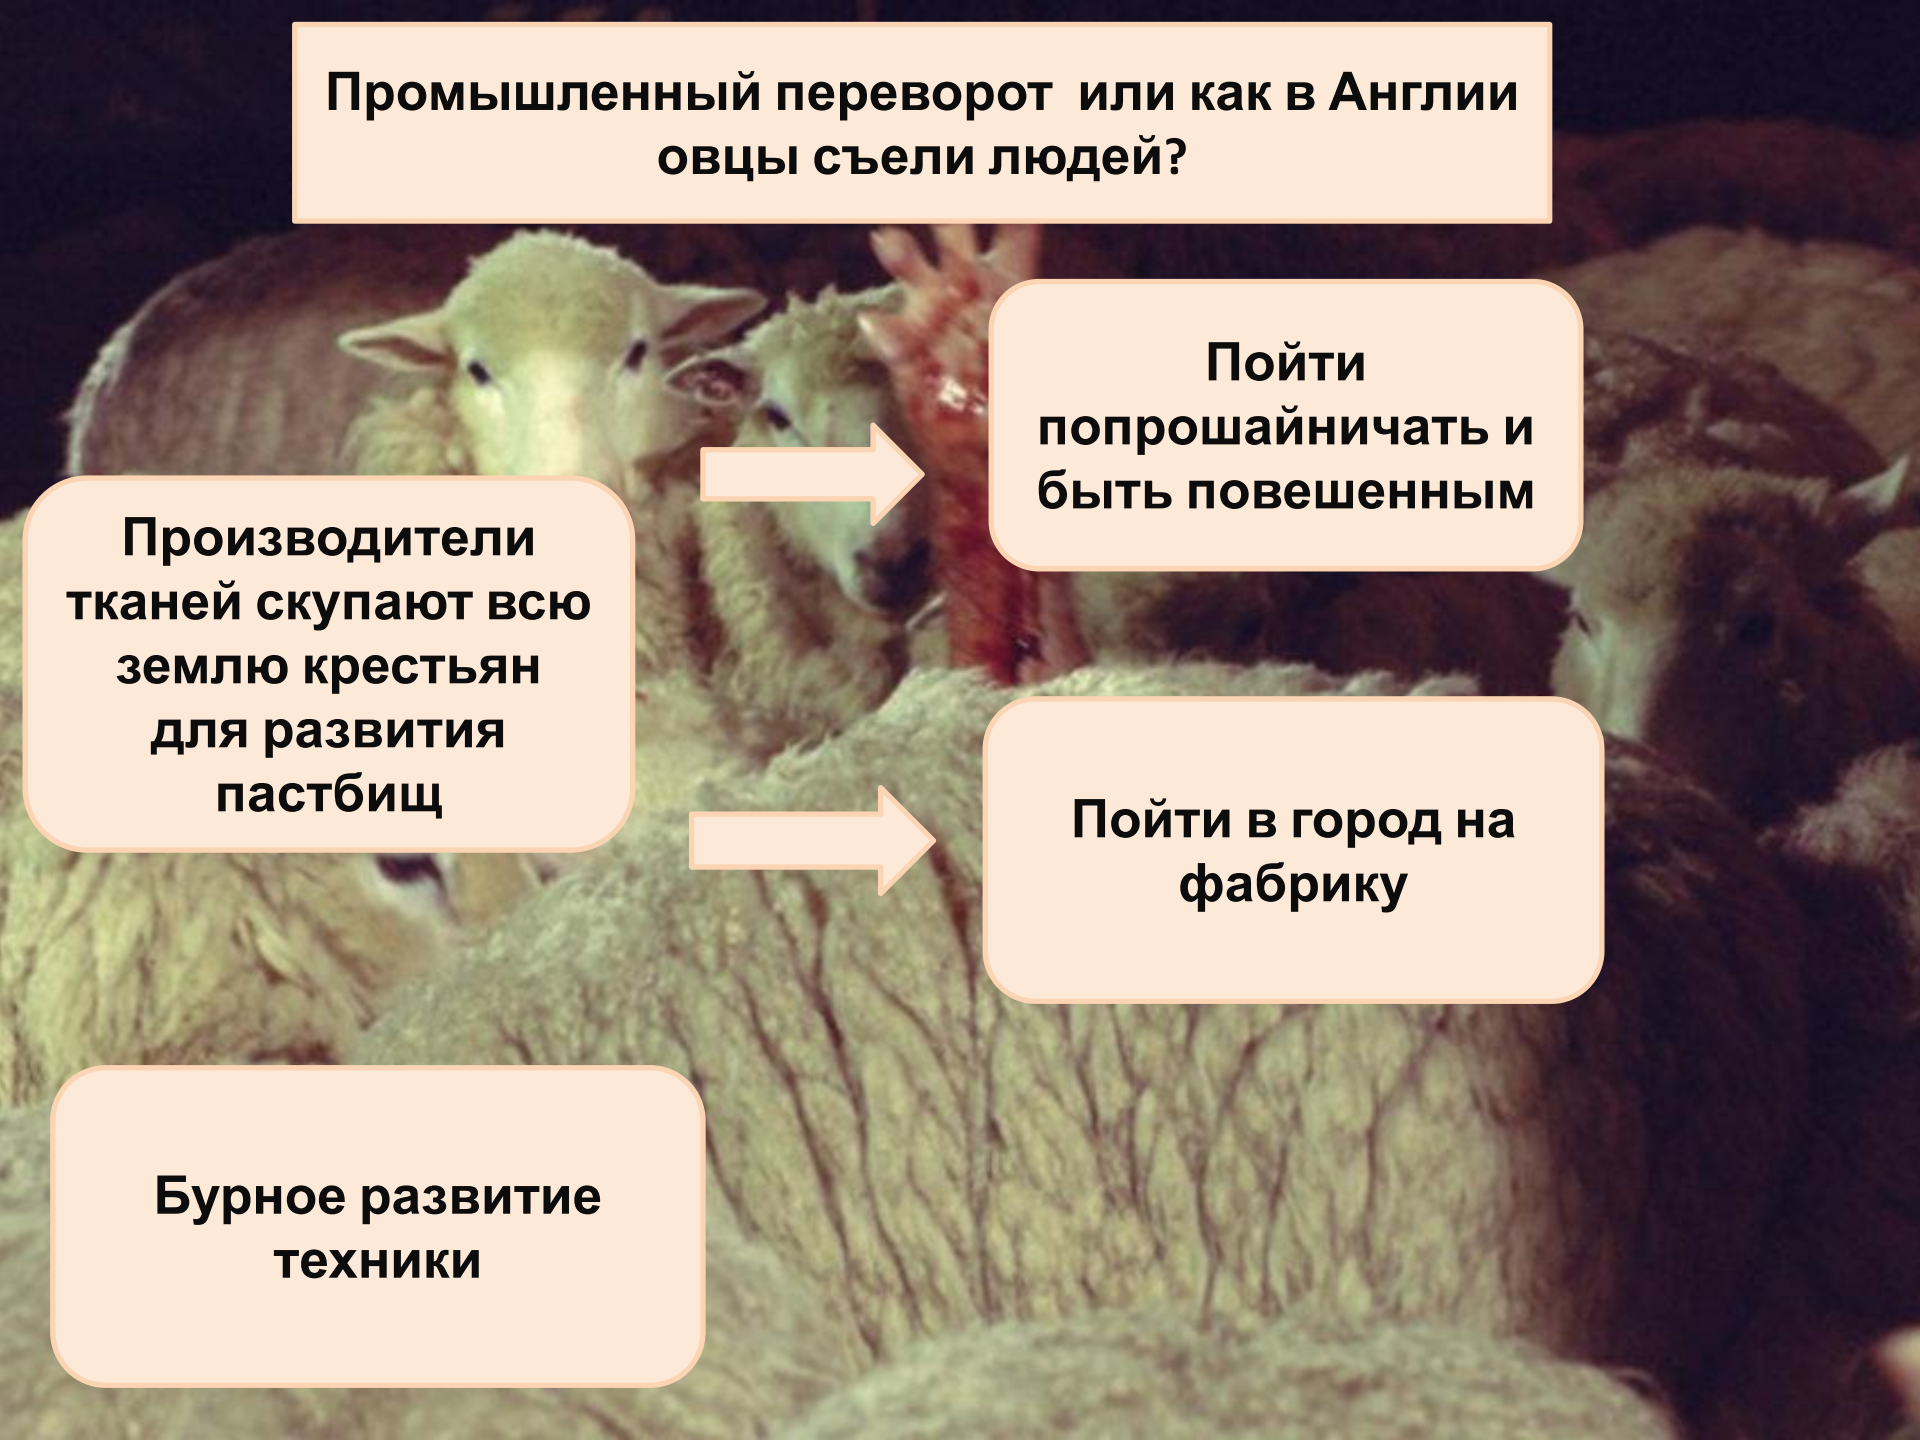 Промышленный переворот или как в Англии
овцы съели людей?
Пойти
попрошайничать и
быть повешенным
Производители
тканей скупают всю
землю крестьян
для развития
пастбищ
Пойти в город на
фабрику
Бурное развитие
техники